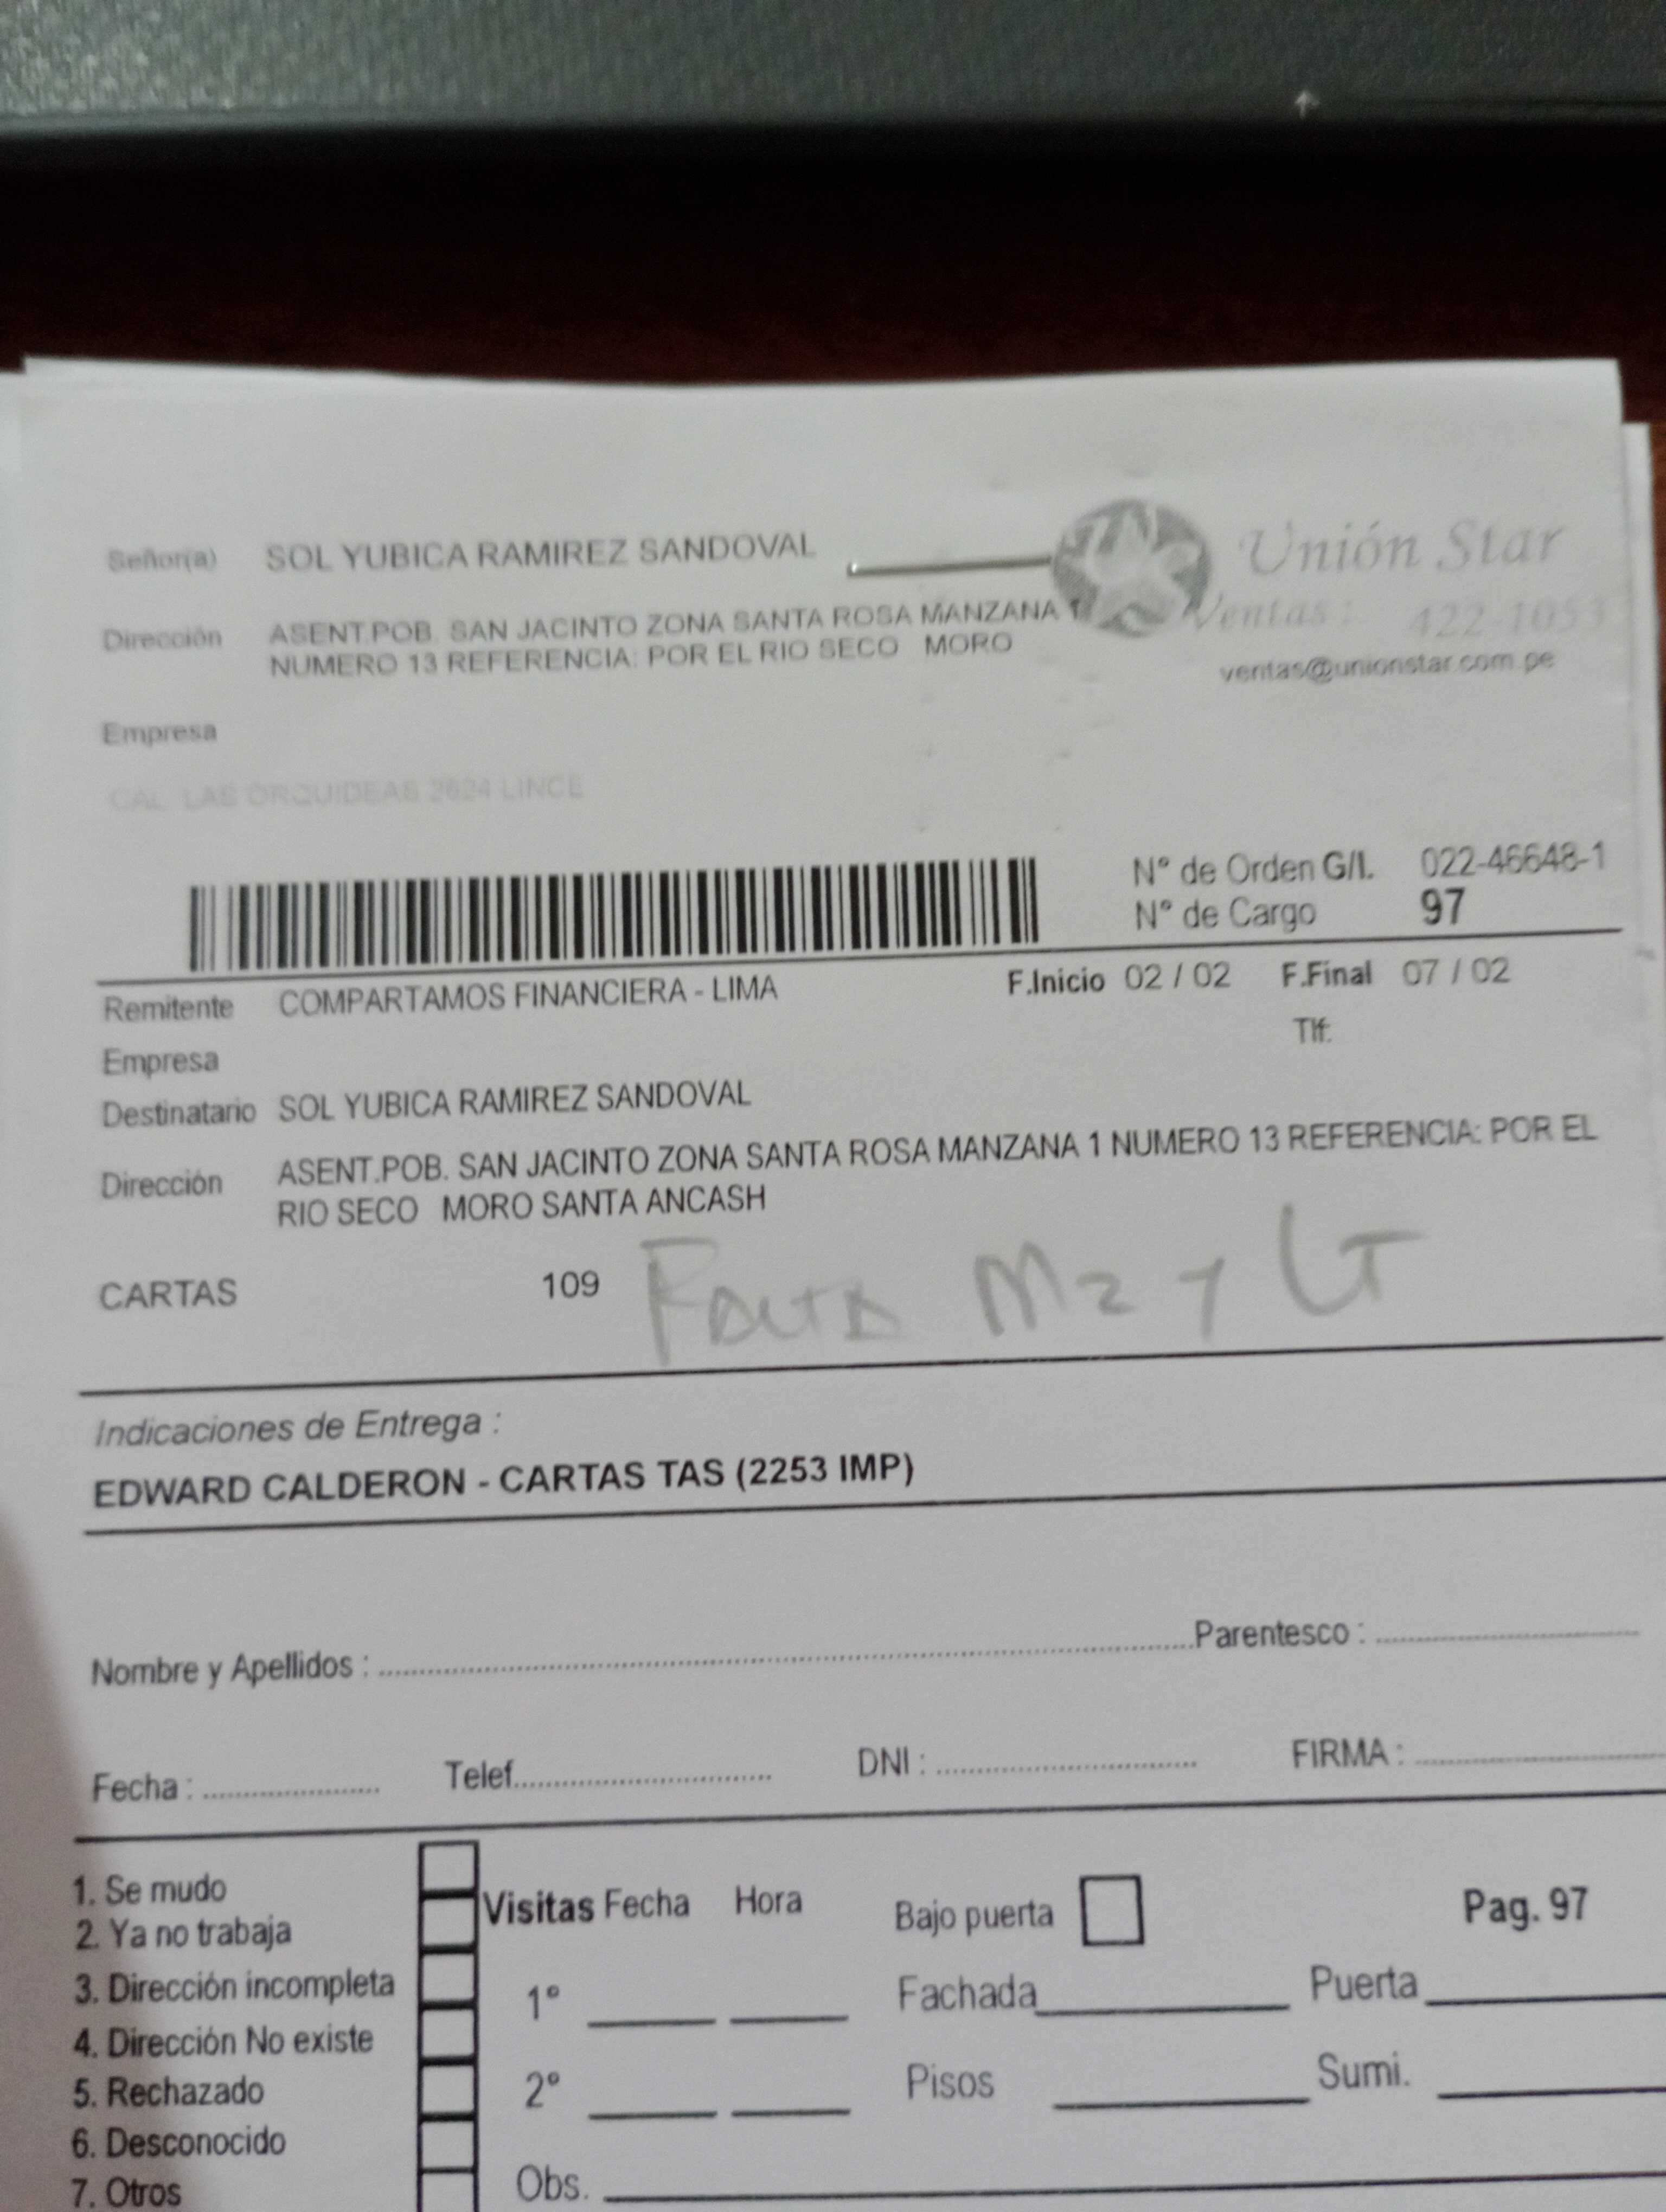 Señor(a) SOL YUBICA RAMIREZ SANDOVAL
Unión Star
Dirección ASENT.POB. SAN JACINTO ZONA SANTA ROSA MANZANA 1
NUMERO 13 REFERENCIA: POR EL RIO SECO MORO
Ventas : 422-1053
ventas@unionstar.com.pe
Empresa
CAL. LAS ORQUIDEAS 2624 LINCE
N° de Orden G/I. 022-46648-1
N° de Cargo 97
Remitente COMPARTAMOS FINANCIERA - LIMA F.Inicio 02 / 02 F.Final 07 / 02
Tlf:
Empresa
Destinatario SOL YUBICA RAMIREZ SANDOVAL
Dirección ASENT.POB. SAN JACINTO ZONA SANTA ROSA MANZANA 1 NUMERO 13 REFERENCIA: POR EL
RIO SECO MORO SANTA ANCASH
CARTAS 109 Falta Mz y LT
Indicaciones de Entrega :
EDWARD CALDERON - CARTAS TAS (2253 IMP)
Nombre y Apellidos : Parentesco :
Fecha : Telef. DNI : FIRMA :
1. Se mudo
2. Ya no trabaja
3. Dirección incompleta
4. Dirección No existe
5. Rechazado
6. Desconocido
7. Otros
Visitas Fecha Hora
1°
2°
Obs.
Bajo puerta
Fachada
Pisos
Pag. 97
Puerta
Sumi.